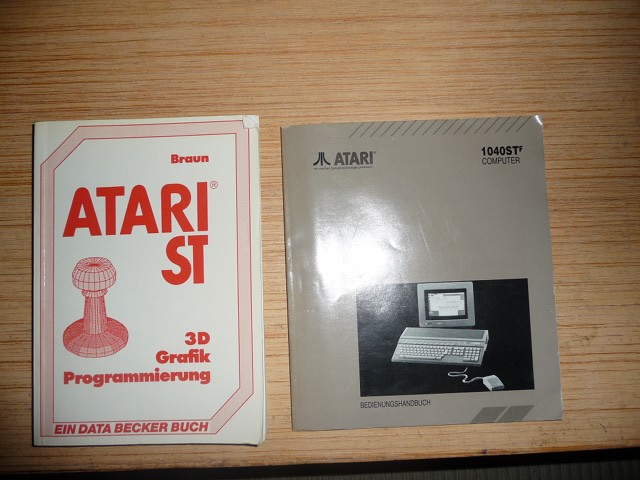 Braun
ATARI®
ST
3D
Grafik
Programmierung
EIN DATA BECKER BUCH
ATARI®
1040STF
COMPUTER
BEDIENUNGSHANDBUCH